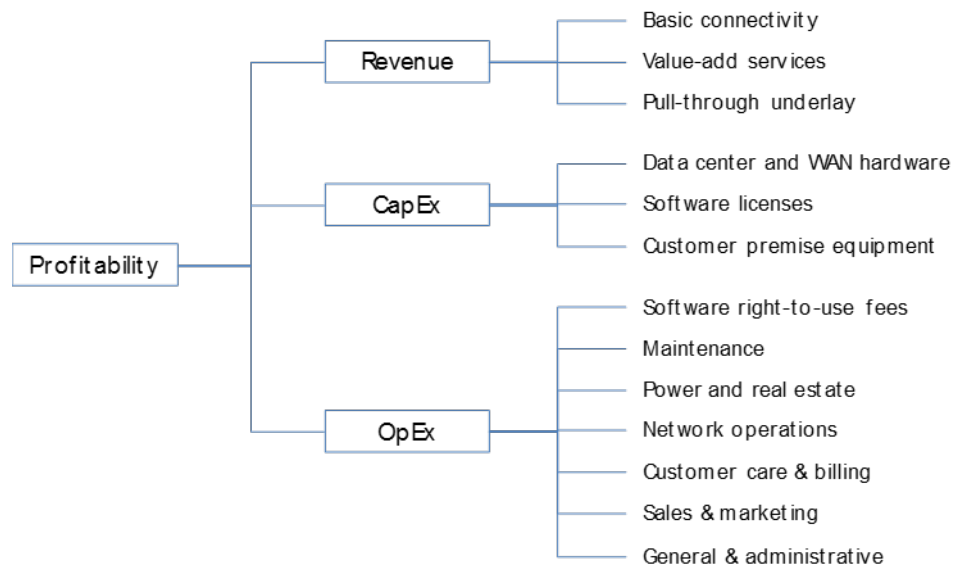 Basic connectivity
Revenue
Value-add services
Pull-through underlay
Data center and WAN hardware
CapEx
Software licenses
Customer premise equipment
Profitability
Software right-to-use fees
Maintenance
Power and real estate
OpEx
Network operations
Customer care & billing
Sales & marketing
General & administrative